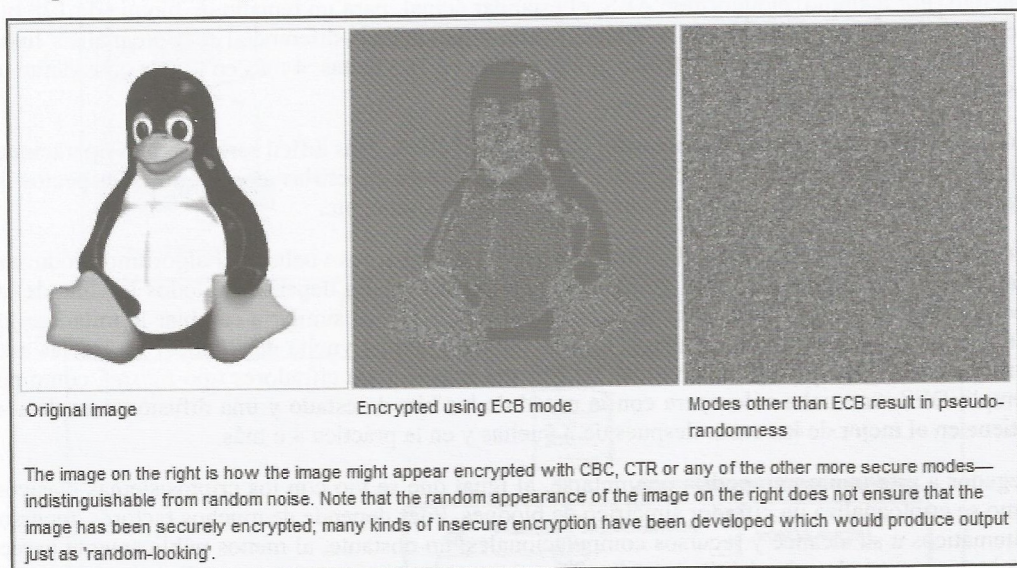 Original image
Encrypted using ECB mode
Modes other than ECB result in pseudo-
randomness
The image on the right is how the image might appear encrypted with CBC, CTR or any of the other more secure modes—
indistinguishable from random noise. Note that the random appearance of the image on the right does not ensure that the
image has been securely encrypted; many kinds of insecure encryption have been developed which would produce output
just as 'random-looking'.